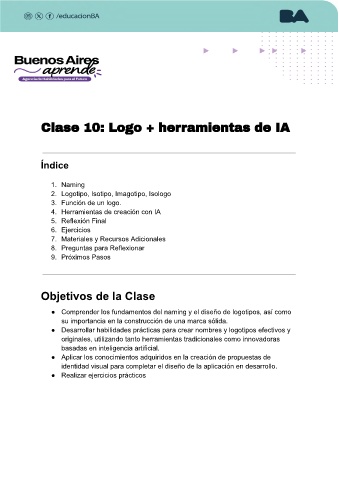 /educacionBA
BA
Buenos Aires
aprende
Agencia de Habilidades para el Futuro
Clase 10: Logo + herramientas de IA
Índice
1. Naming
2. Logotipo, Isotipo, Imagotipo, Isologo
3. Función de un logo.
4. Herramientas de creación con IA
5. Reflexión Final
6. Ejercicios
7. Materiales y Recursos Adicionales
8. Preguntas para Reflexionar
9. Próximos Pasos
Objetivos de la Clase
● Comprender los fundamentos del naming y el diseño de logotipos, así como
su importancia en la construcción de una marca sólida.
● Desarrollar habilidades prácticas para crear nombres y logotipos efectivos y
originales, utilizando tanto herramientas tradicionales como innovadoras
basadas en inteligencia artificial.
● Aplicar los conocimientos adquiridos en la creación de propuestas de
identidad visual para completar el diseño de la aplicación en desarrollo.
● Realizar ejercicios prácticos